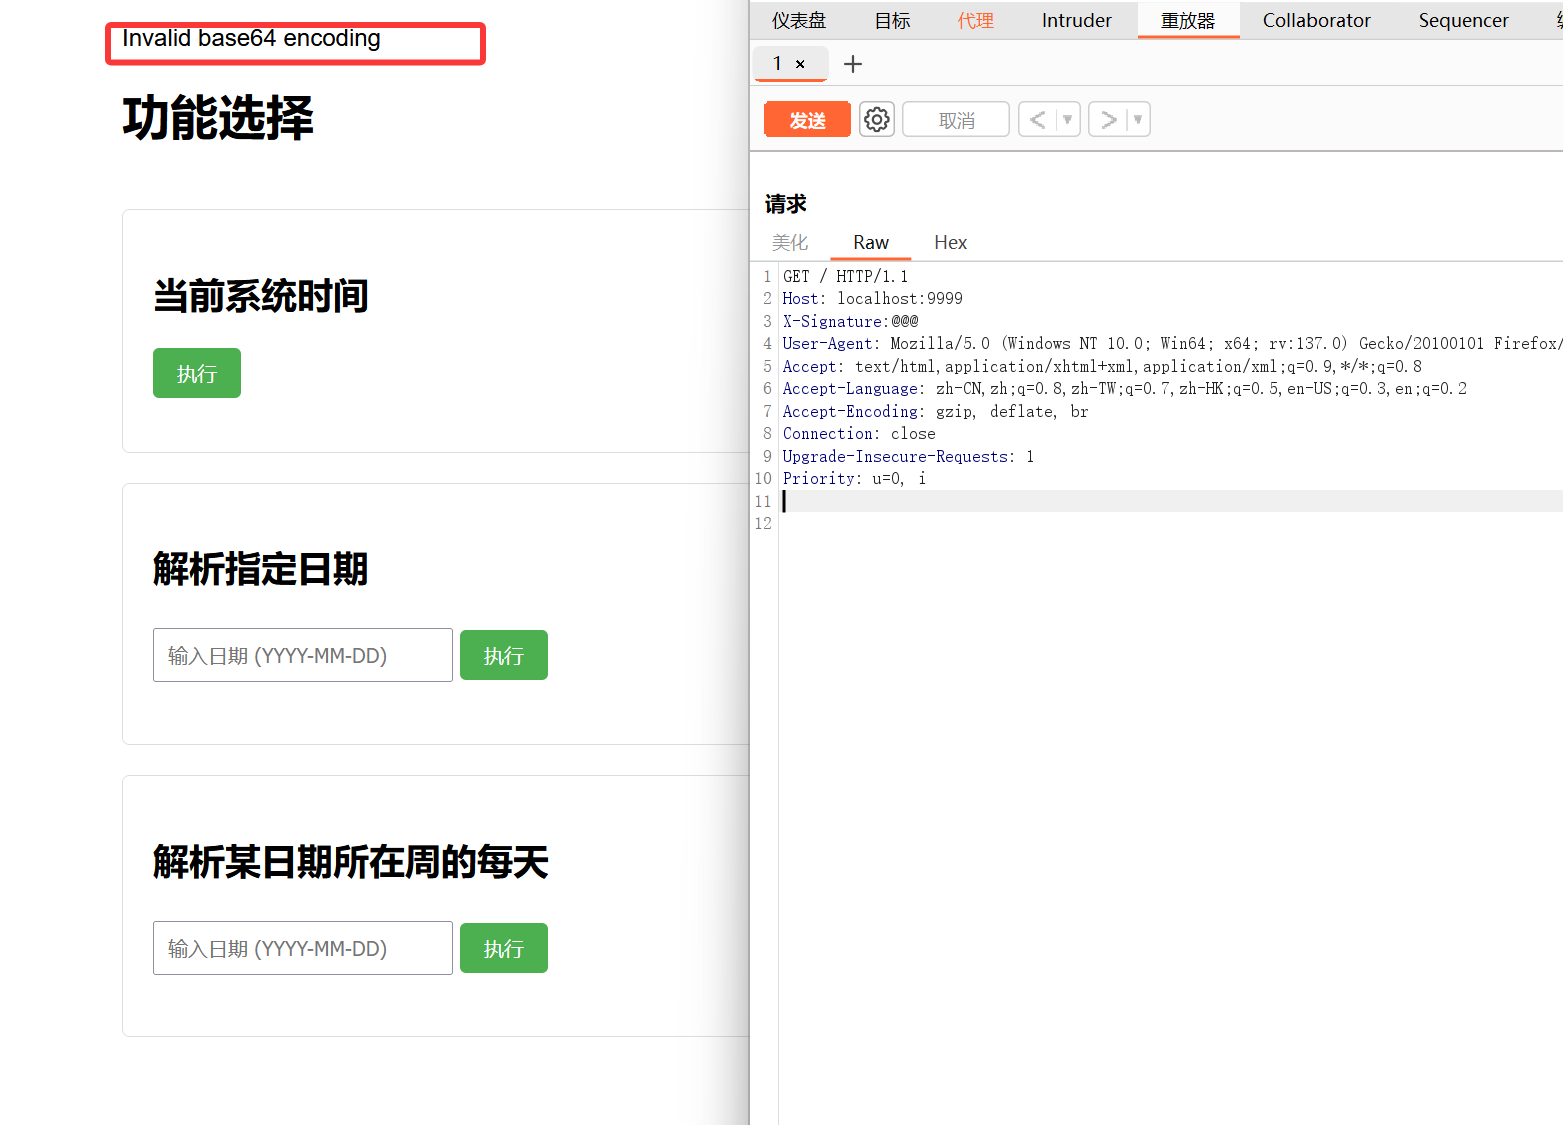 Invalid base64 encoding
功能选择
当前系统时间
执行
解析指定日期
输入日期 (YYYY-MM-DD)
执行
解析某日期所在周的每天
输入日期 (YYYY-MM-DD)
执行
仪表盘 目标 代理 Intruder 重放器 Collaborator Sequencer
1 × +
发送 取消 < ▼ > ▼
请求
美化 Raw Hex
1 GET / HTTP/1.1
2 Host: localhost:9999
3 X-Signature:@@@
4 User-Agent: Mozilla/5.0 (Windows NT 10.0; Win64; x64; rv:137.0) Gecko/20100101 Firefox/
5 Accept: text/html,application/xhtml+xml,application/xml;q=0.9,*/*;q=0.8
6 Accept-Language: zh-CN,zh;q=0.8,zh-TW;q=0.7,zh-HK;q=0.5,en-US;q=0.3,en;q=0.2
7 Accept-Encoding: gzip, deflate, br
8 Connection: close
9 Upgrade-Insecure-Requests: 1
10 Priority: u=0, i
11
12